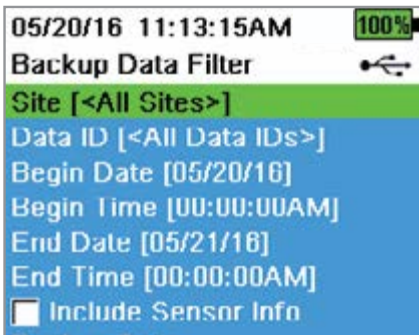 05/20/16 11:13:15AM 100%
Backup Data Filter
Site [<All Sites>]
Data ID [<All Data IDs>]
Begin Date [05/20/16]
Begin Time [00:00:00AM]
End Date [05/21/16]
End Time [00:00:00AM]
Include Sensor Info